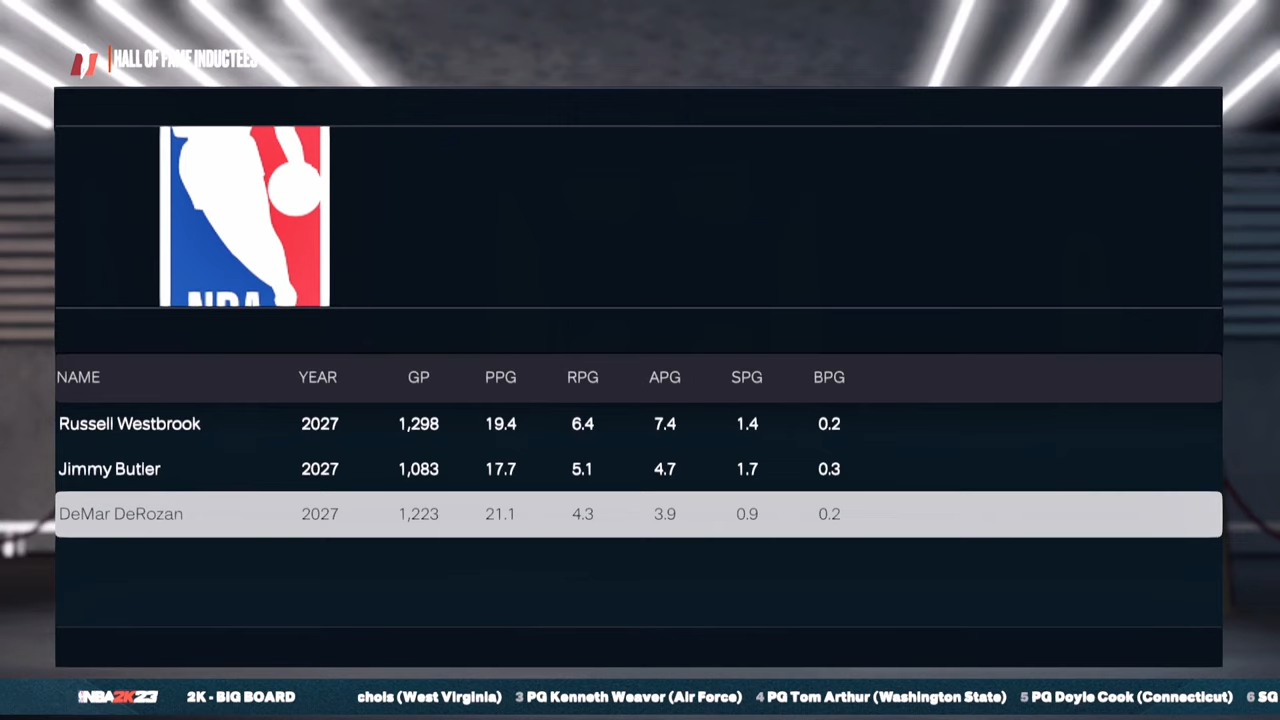 HALL OF FAME INDUCTEES
NBA
NAME YEAR GP PPG RPG APG SPG BPG
Russell Westbrook 2027 1,298 19.4 6.4 7.4 1.4 0.2
Jimmy Butler 2027 1,083 17.7 5.1 4.7 1.7 0.3
DeMar DeRozan 2027 1,223 21.1 4.3 3.9 0.9 0.2
NBA2K23 2K - BIG BOARD chols (West Virginia) 3 PG Kenneth Weaver (Air Force) 4 PG Tom Arthur (Washington State) 5 PG Doyle Cook (Connecticut) 6 SG